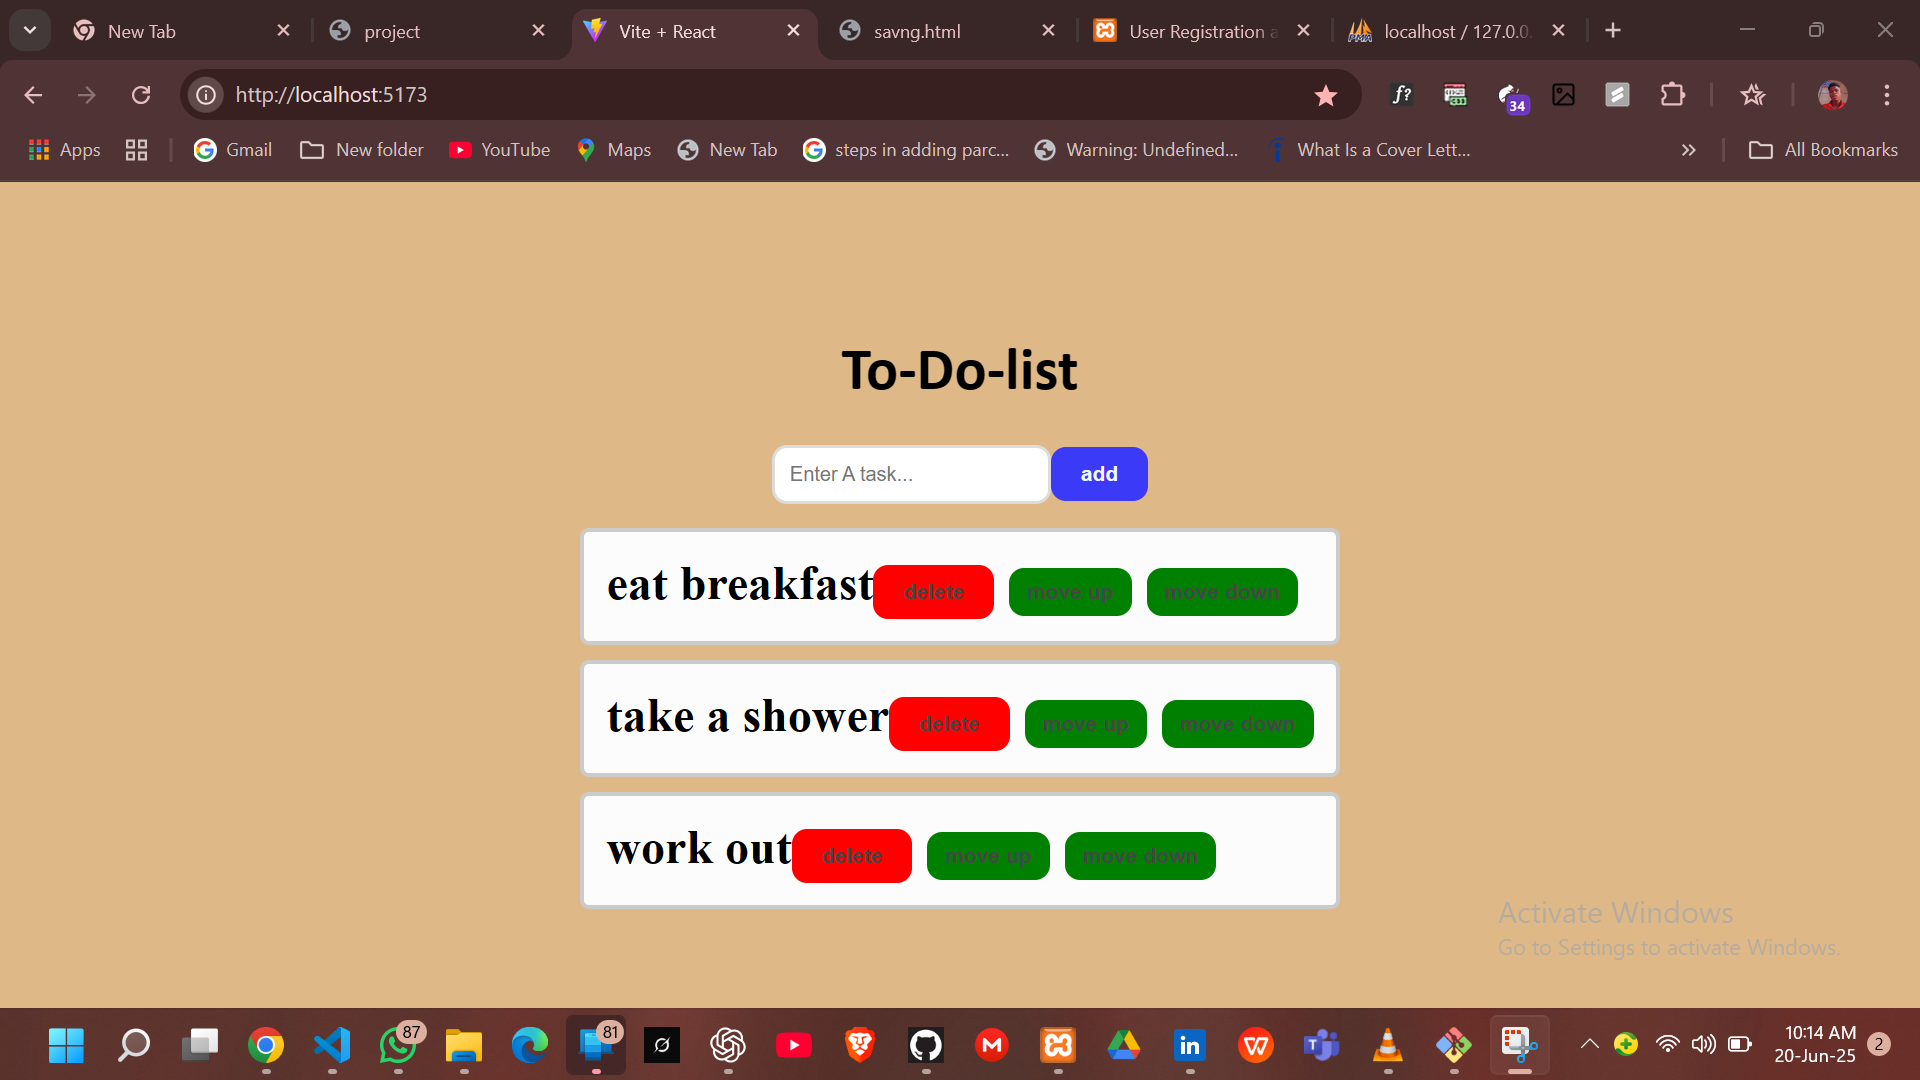 New Tab
project
Vite + React
savng.html
User Registration a
localhost / 127.0.0.
http://localhost:5173
f?
34
Apps
Gmail
New folder
YouTube
Maps
New Tab
steps in adding parc...
Warning: Undefined...
What Is a Cover Lett...
All Bookmarks
To-Do-list
Enter A task...
add
eat breakfast delete move up move down
take a shower delete move up move down
work out delete move up move down
Activate Windows
Go to Settings to activate Windows.
87
81
10:14 AM
20-Jun-25
2